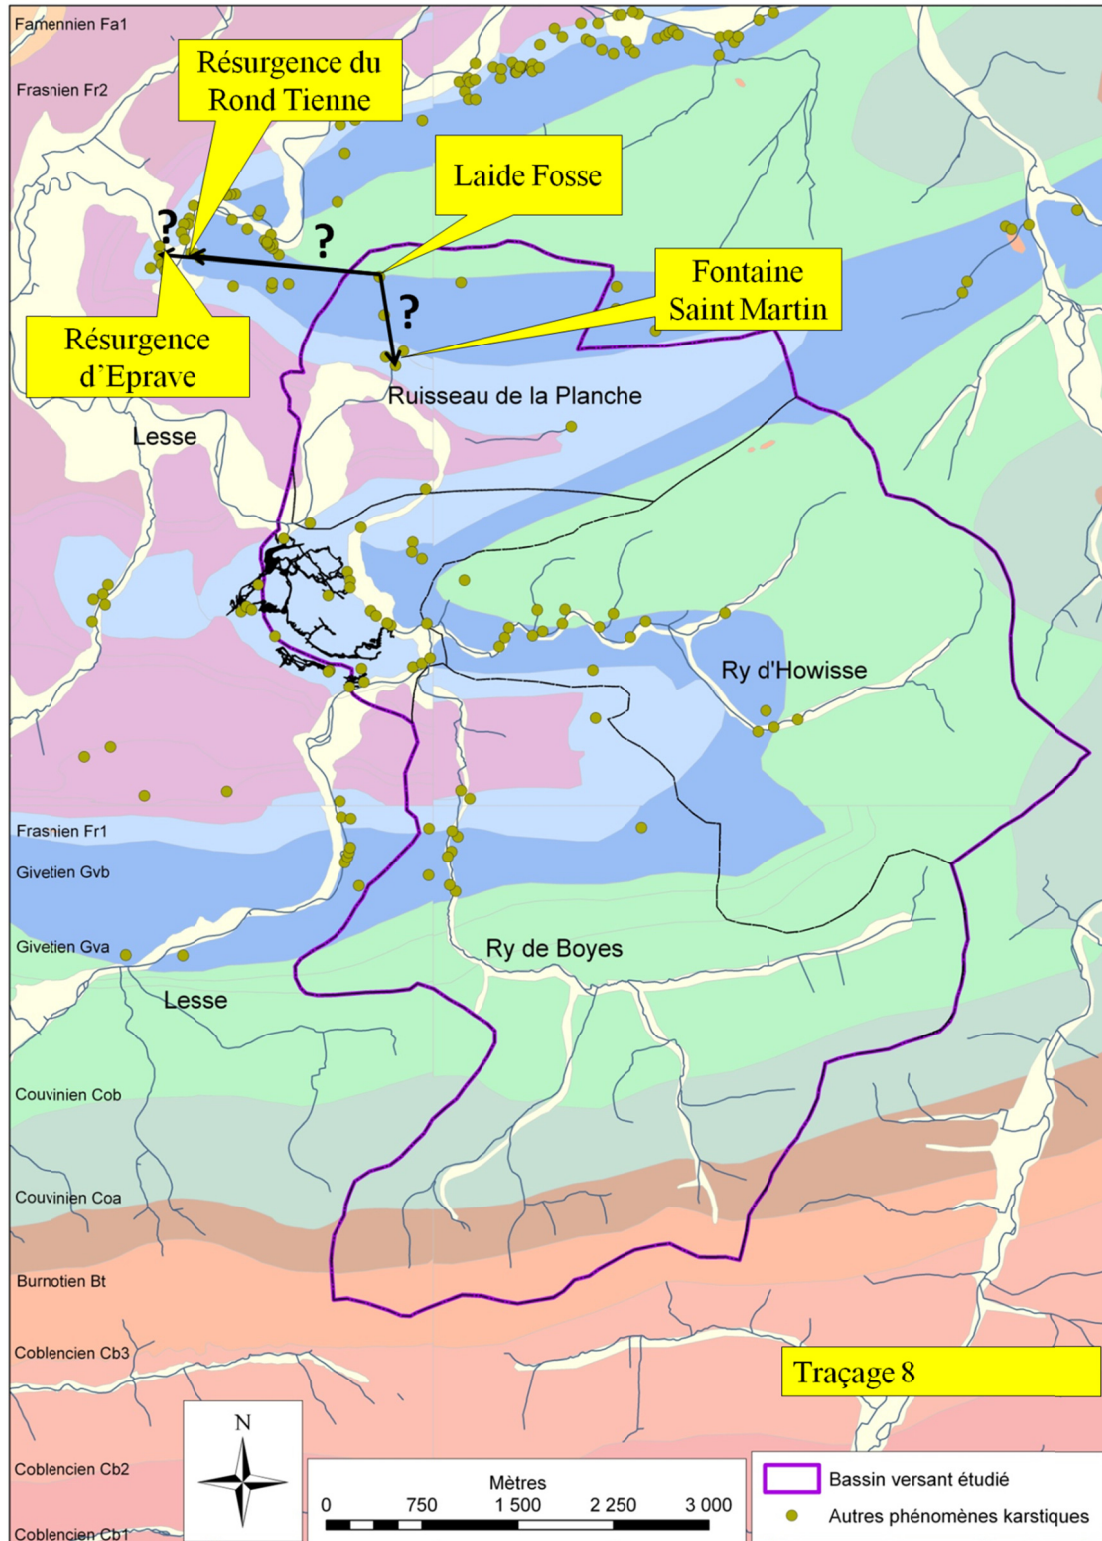 Famennien Fa1
Résurgence du
Rond Tienne
Frasnien Fr2
Laide Fosse
?
?
Fontaine
Saint Martin
?
Résurgence
d'Eprave
Ruisseau de la Planche
Lesse
Ry d'Howisse
Frasnien Fr1
Givetien Gvb
Givetien Gva
Ry de Boyes
Lesse
Couvinien Cob
Couvinien Coa
Burnotien Bt
Coblencien Cb3
Traçage 8
N
Coblencien Cb2
Mètres
0 750 1 500 2 250 3 000
Bassin versant étudié
Autres phénomènes karstiques
Coblencien Cb1